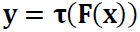 y = τ(F(x))